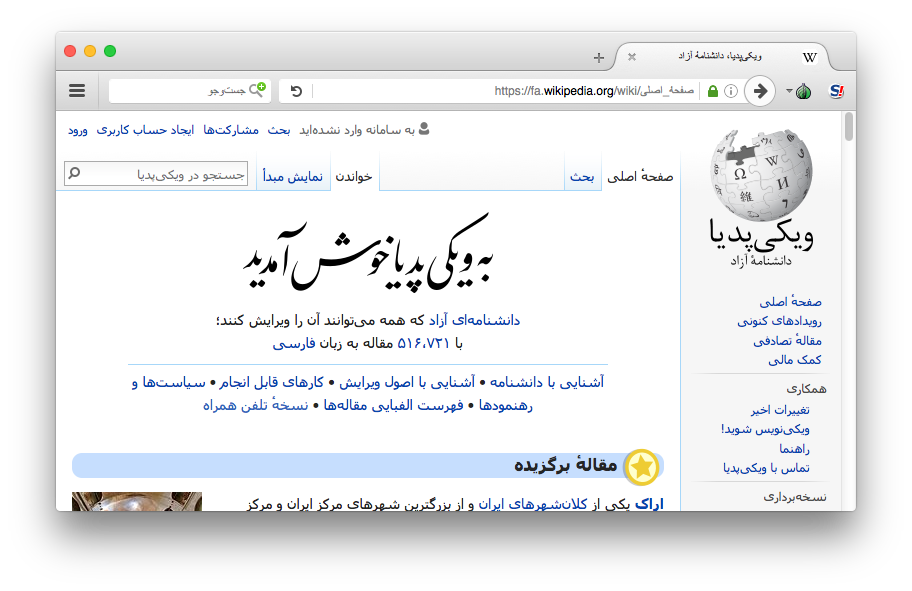 ویکی‌پدیا، دانشنامهٔ آزاد
https://fa.wikipedia.org/wiki/صفحهٔ_اصلی
جست‌وجو
به سامانه وارد نشده‌اید بحث مشارکت‌ها ایجاد حساب کاربری ورود
صفحهٔ اصلی بحث خواندن نمایش مبدأ جستجو در ویکی‌پدیا
به ویکی‌پدیا خوش آمدید
دانشنامه‌ای آزاد که همه می‌توانند آن را ویرایش کنند؛
با ۵۱۶٬۷۲۱ مقاله به زبان فارسی
آشنایی با دانشنامه • آشنایی با اصول ویرایش • کارهای قابل انجام • سیاست‌ها و
رهنمودها • فهرست الفبایی مقاله‌ها • نسخهٔ تلفن همراه
مقالهٔ برگزیده
اراک یکی از کلان‌شهرهای ایران و از بزرگترین شهرهای مرکز ایران و مرکز
W
Ω
W
И
維
ویکی‌پدیا
دانشنامهٔ آزاد
صفحهٔ اصلی
رویدادهای کنونی
مقالهٔ تصادفی
کمک مالی
همکاری
تغییرات اخیر
ویکی‌نویس شوید!
راهنما
تماس با ویکی‌پدیا
نسخه‌برداری